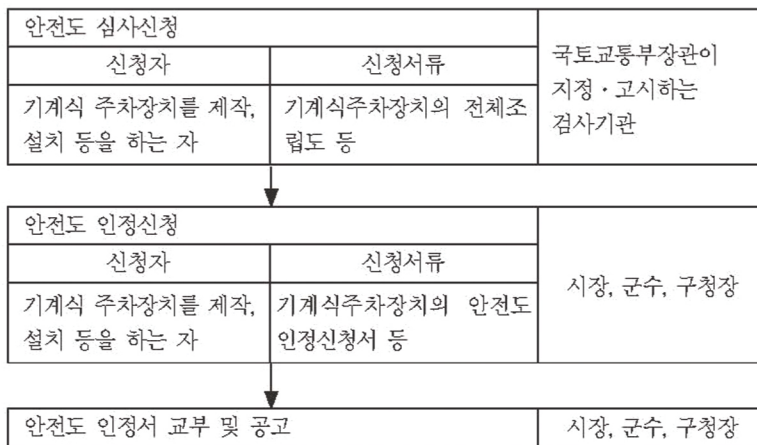 안전도 심사신청
신청자
신청서류
기계식 주차장치를 제작,
설치 등을 하는 자
기계식주차장치의 전체조
립도 등
국토교통부장관이
지정·고시하는
검사기관
안전도 인정신청
신청자
신청서류
기계식 주차장치를 제작,
설치 등을 하는 자
기계식주차장치의 안전도
인정신청서 등
시장, 군수, 구청장
안전도 인정서 교부 및 공고
시장, 군수, 구청장